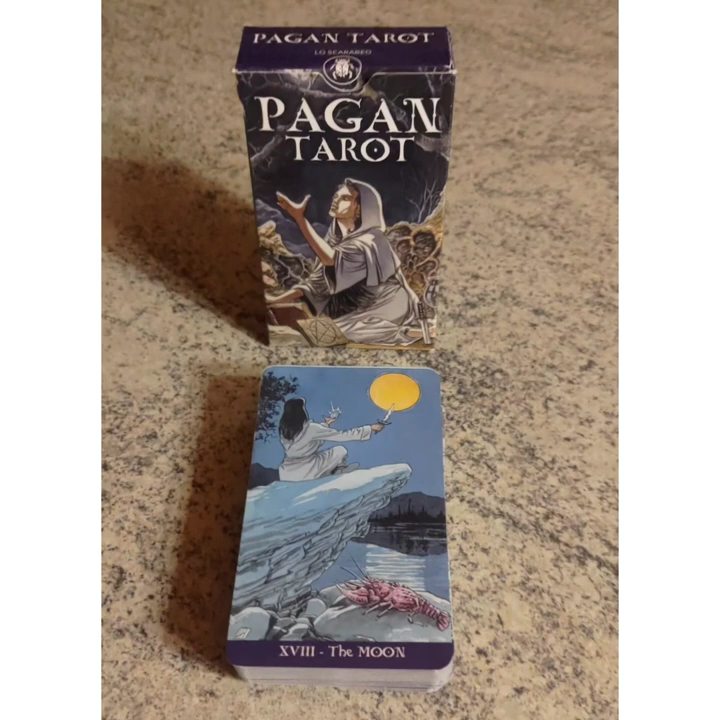 PAGAN TAROT
LO SCARABEO
PAGAN
TAROT
XVIII - The MOON